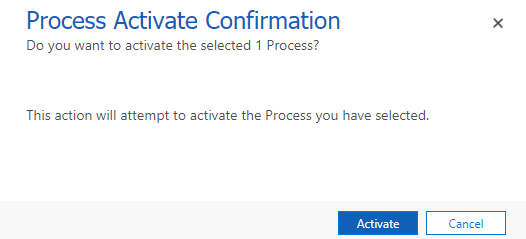 Process Activate Confirmation
Do you want to activate the selected 1 Process?
This action will attempt to activate the Process you have selected.
Activate
Cancel